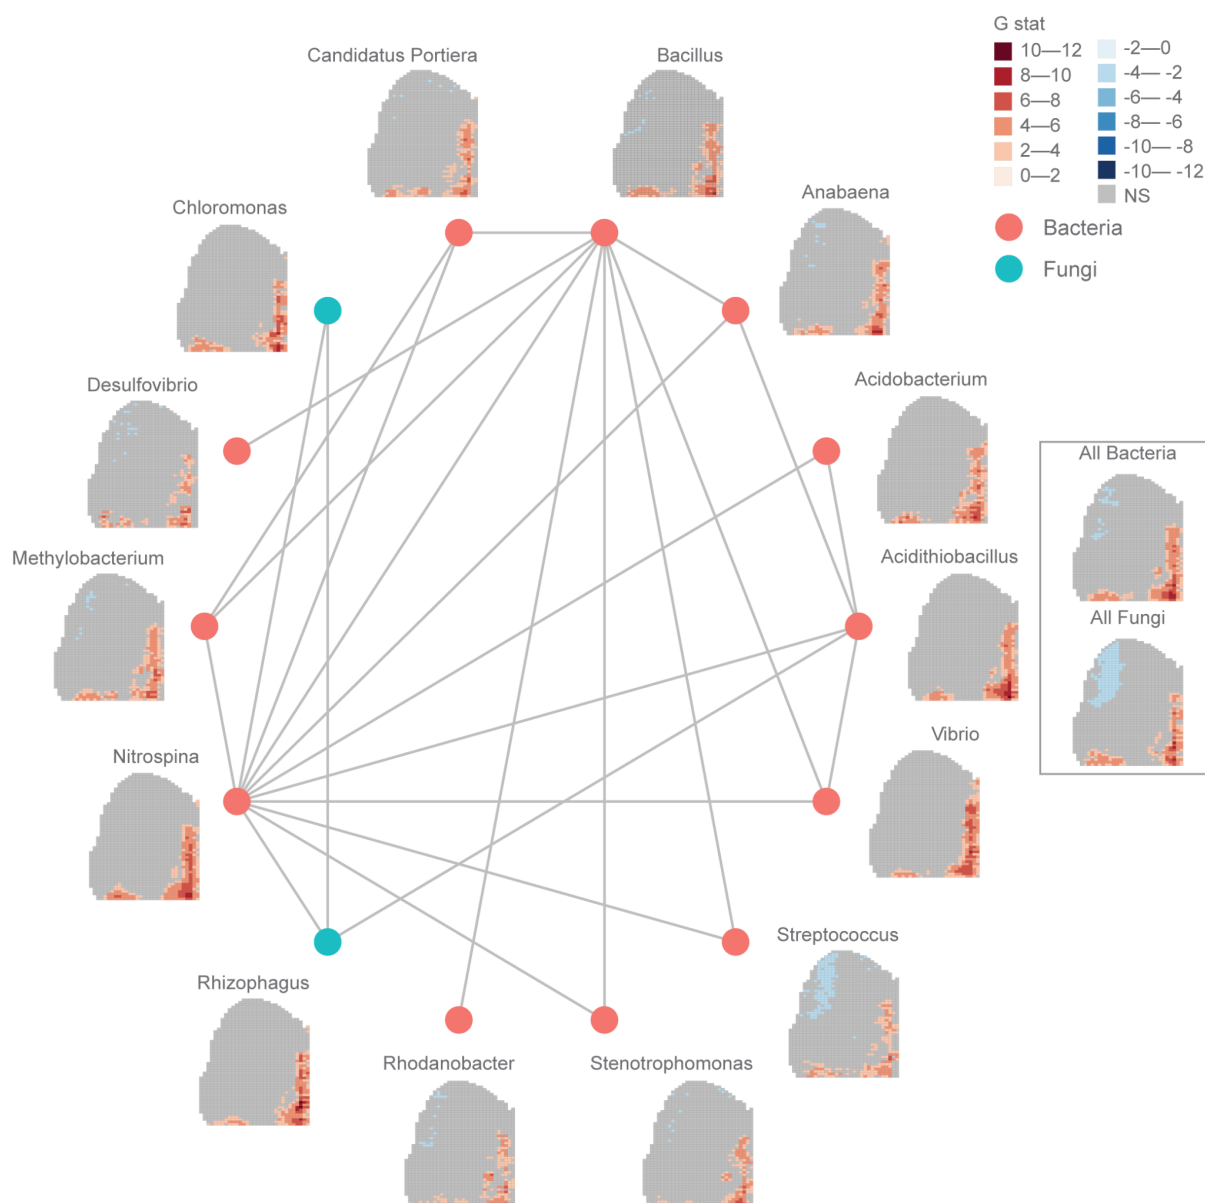 G stat
10—12
8—10
6—8
4—6
2—4
0—2
-2—0
-4— -2
-6— -4
-8— -6
-10— -8
-10— -12
NS
Bacteria
Fungi
Candidatus Portiera
Bacillus
Anabaena
Chloromonas
Acidobacterium
Desulfovibrio
All Bacteria
Methylobacterium
Acidithiobacillus
All Fungi
Vibrio
Nitrospina
Streptococcus
Rhizophagus
Rhodanobacter
Stenotrophomonas